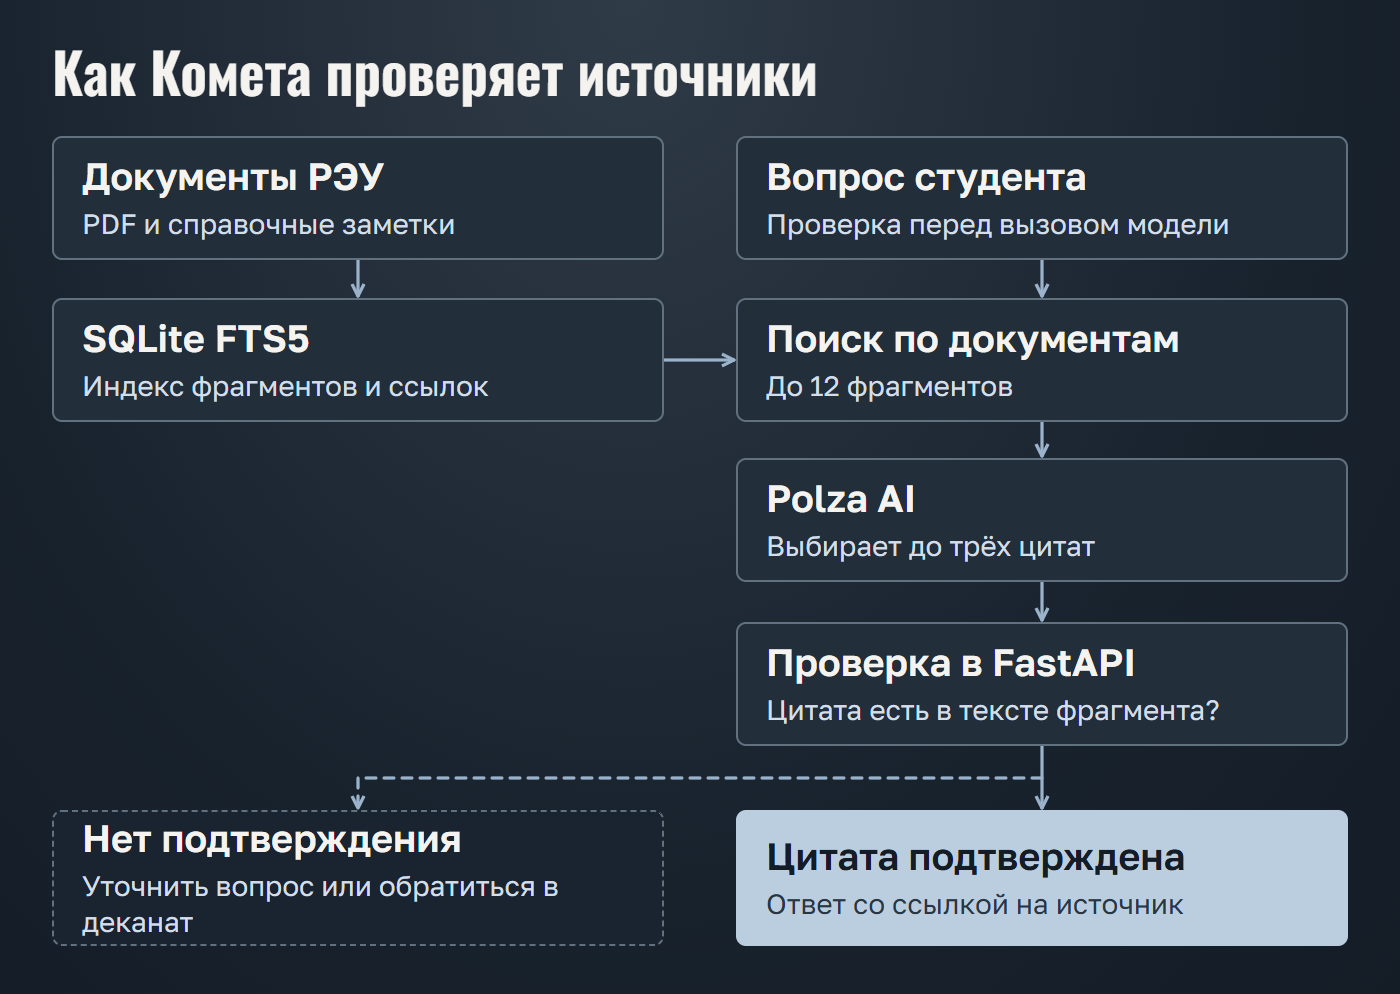 Как Комета проверяет источники
Документы РЭУ
PDF и справочные заметки
Вопрос студента
Проверка перед вызовом модели
SQLite FTS5
Индекс фрагментов и ссылок
Поиск по документам
До 12 фрагментов
Polza AI
Выбирает до трёх цитат
Проверка в FastAPI
Цитата есть в тексте фрагмента?
Нет подтверждения
Уточнить вопрос или обратиться в
деканат
Цитата подтверждена
Ответ со ссылкой на источник